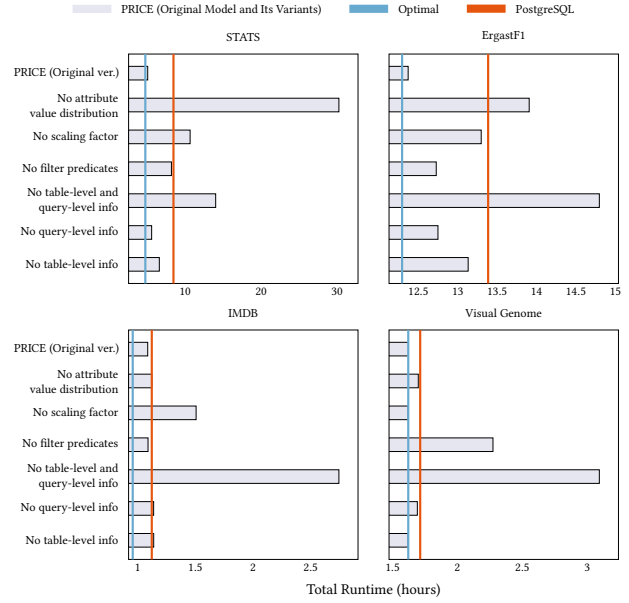 PRICE (Original Model and Its Variants) Optimal PostgreSQL
STATS ErgastF1
PRICE (Original ver.)
No attribute
value distribution
No scaling factor
No filter predicates
No table-level and
query-level info
No query-level info
No table-level info
10 20 30 12.5 13 13.5 14 14.5 15
IMDB Visual Genome
PRICE (Original ver.)
No attribute
value distribution
No scaling factor
No filter predicates
No table-level and
query-level info
No query-level info
No table-level info
1 1.5 2 2.5 1.5 2 2.5 3
Total Runtime (hours)